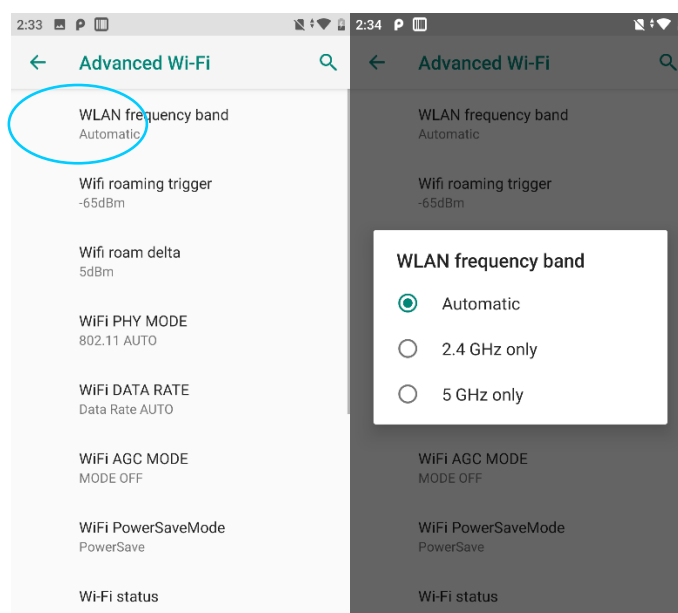 2:33
Advanced Wi-Fi
WLAN frequency band
Automatic
Wifi roaming trigger
-65dBm
Wifi roam delta
5dBm
WiFi PHY MODE
802.11 AUTO
WiFi DATA RATE
Data Rate AUTO
WiFi AGC MODE
MODE OFF
WiFi PowerSaveMode
PowerSave
Wi-Fi status
2:34
Advanced Wi-Fi
WLAN frequency band
Automatic
Wifi roaming trigger
-65dBm
WLAN frequency band
Automatic
2.4 GHz only
5 GHz only
WiFi AGC MODE
MODE OFF
WiFi PowerSaveMode
PowerSave
Wi-Fi status